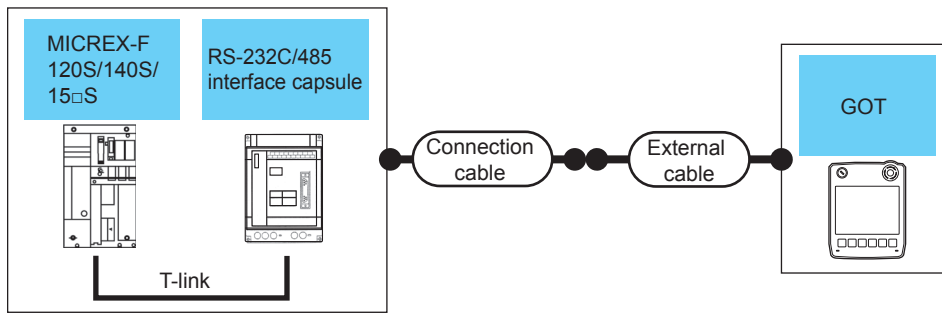 MICREX-F
120S/140S/
15□S
RS-232C/485
interface capsule
T-link
Connection
cable
External
cable
GOT